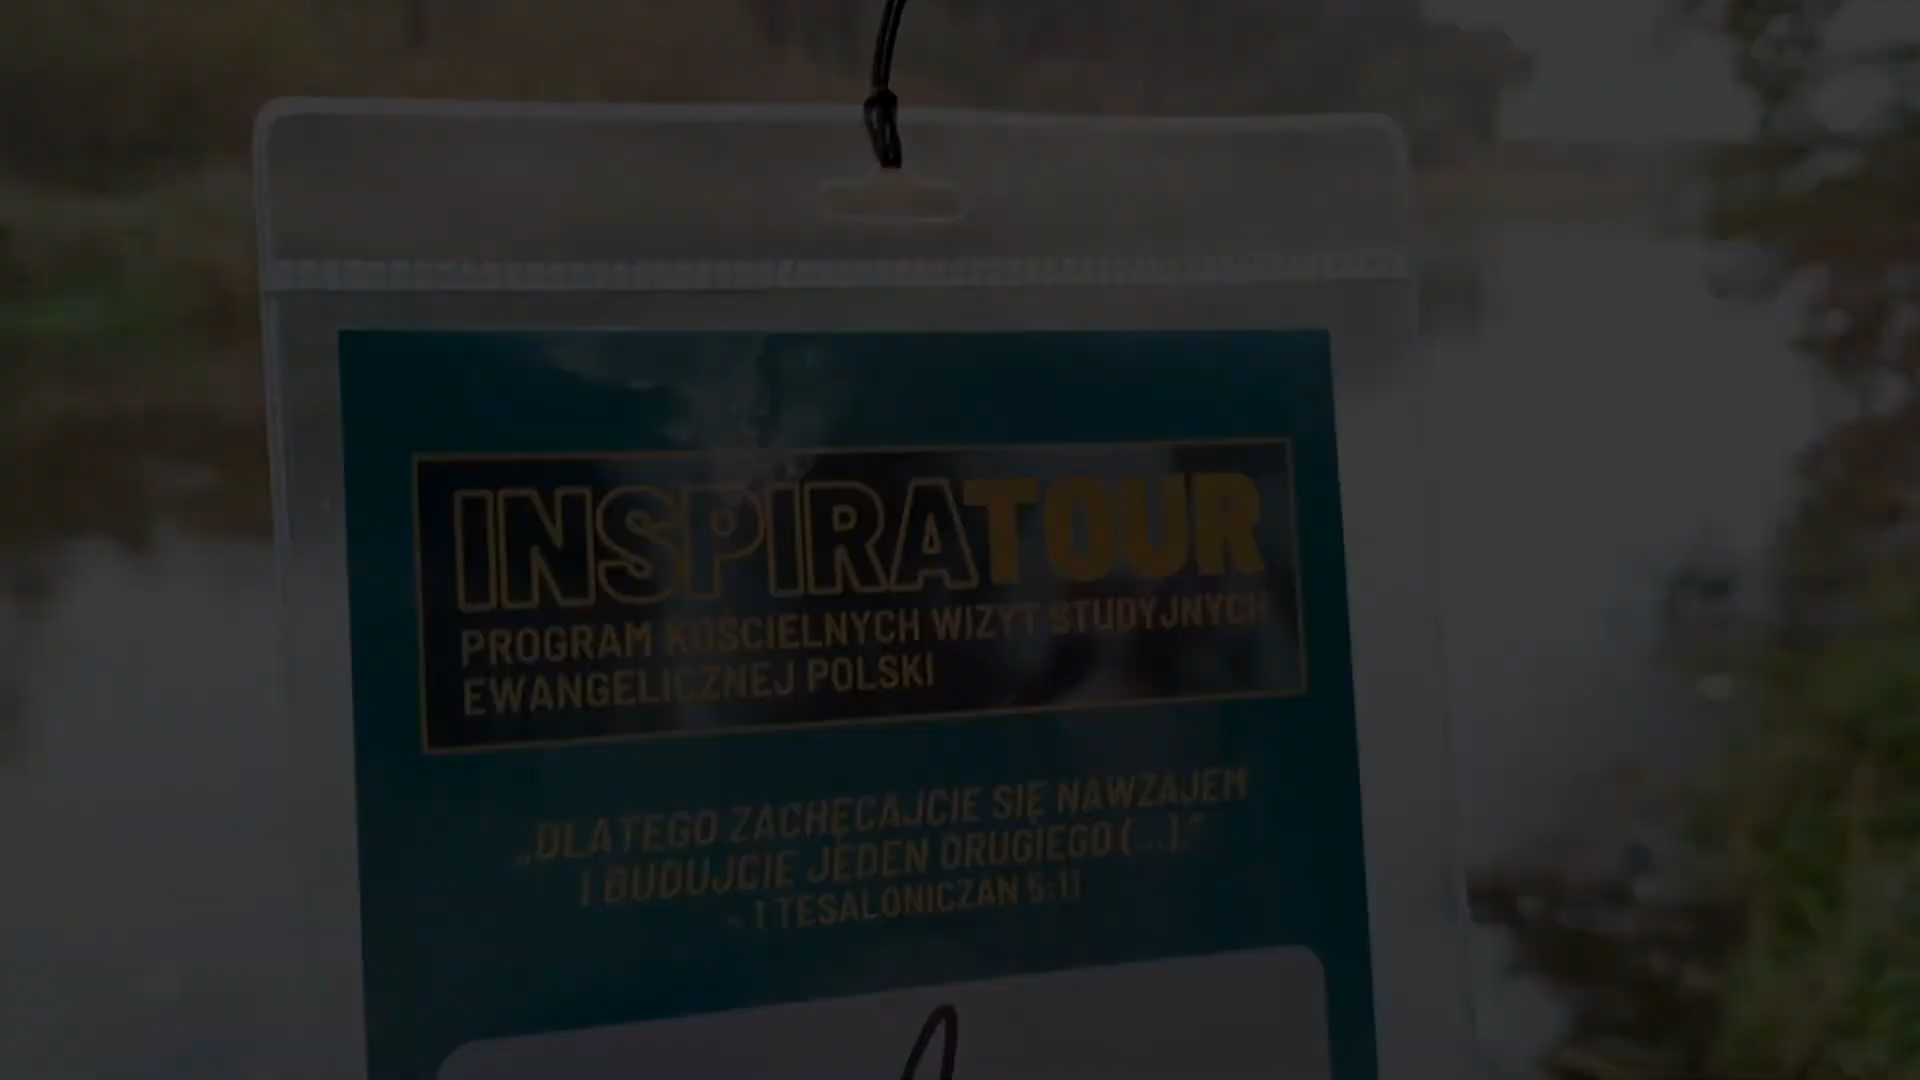 INSPIRATOUR
PROGRAM KOŚCIELNYCH WIZYT STUDYJNYCH
EWANGELICZNEJ POLSKI
„DLATEGO ZACHĘCAJCIE SIĘ NAWZAJEM
I BUDUJCIE JEDEN DRUGIEGO (...)."
- 1 TESALONICZAN 5:11